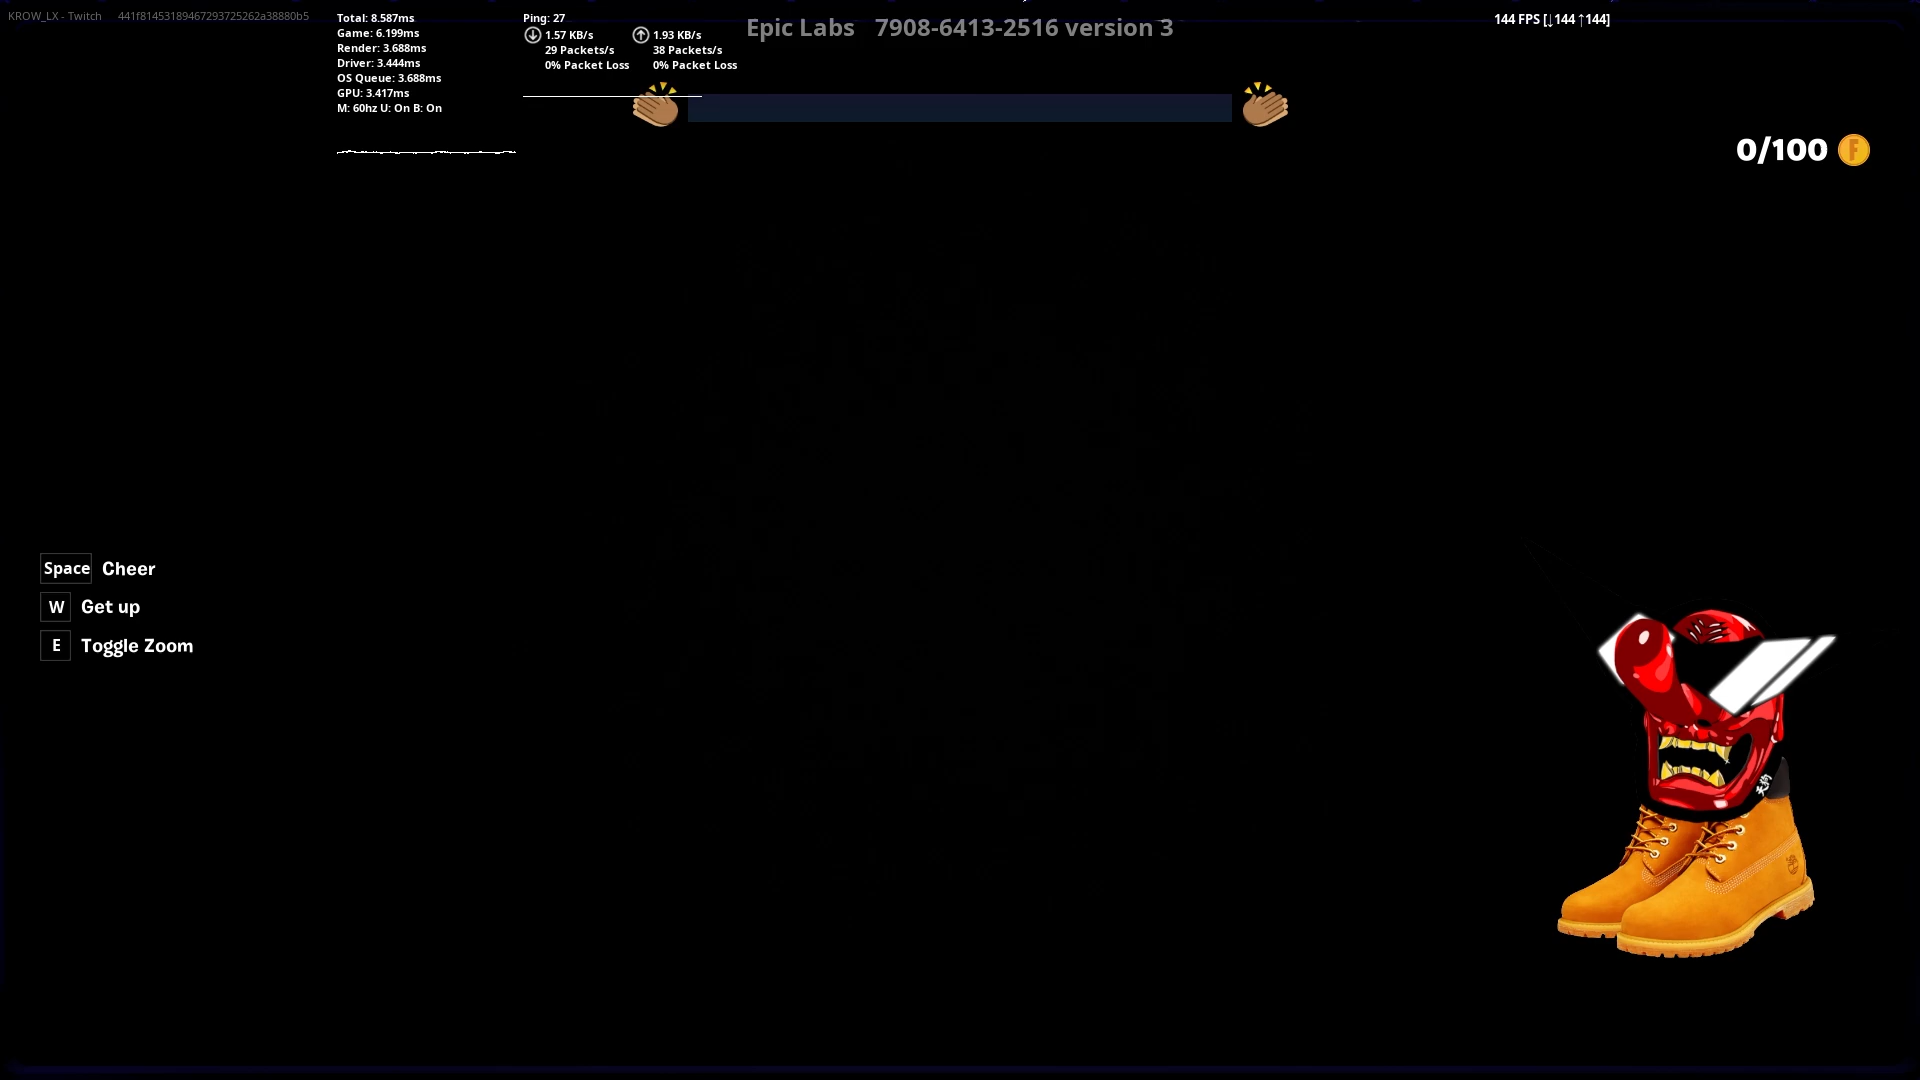 KROW_LX - Twitch 441f81453189467293725262a38880b5
Total: 8.587ms
Game: 6.199ms
Render: 3.688ms
Driver: 3.444ms
OS Queue: 3.688ms
GPU: 3.417ms
M: 60hz U: On B: On
Ping: 27
1.57 KB/s 1.93 KB/s
29 Packets/s 38 Packets/s
0% Packet Loss 0% Packet Loss
Epic Labs 7908-6413-2516 version 3
144 FPS [↓144 ↑144]
0/100 F
Space Cheer
W Get up
E Toggle Zoom